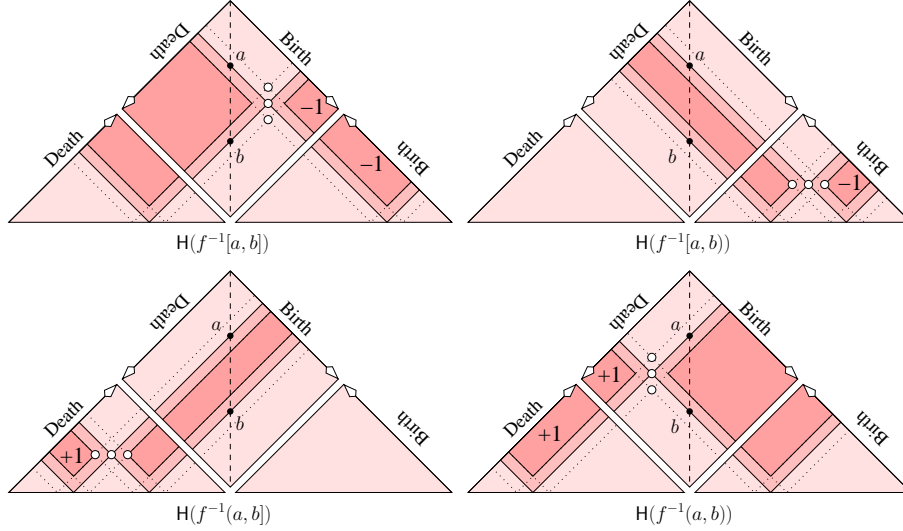 Death Birth
a
−1
Death b −1 Birth
H(f⁻¹[a, b])
Death Birth
a
Death b −1 Birth
H(f⁻¹[a, b))
Death Birth
a
Death b Birth
+1
H(f⁻¹(a, b])
Death Birth
a
+1
Death +1 b Birth
H(f⁻¹(a, b))